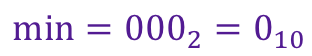 min = 000₂ = 0₁₀